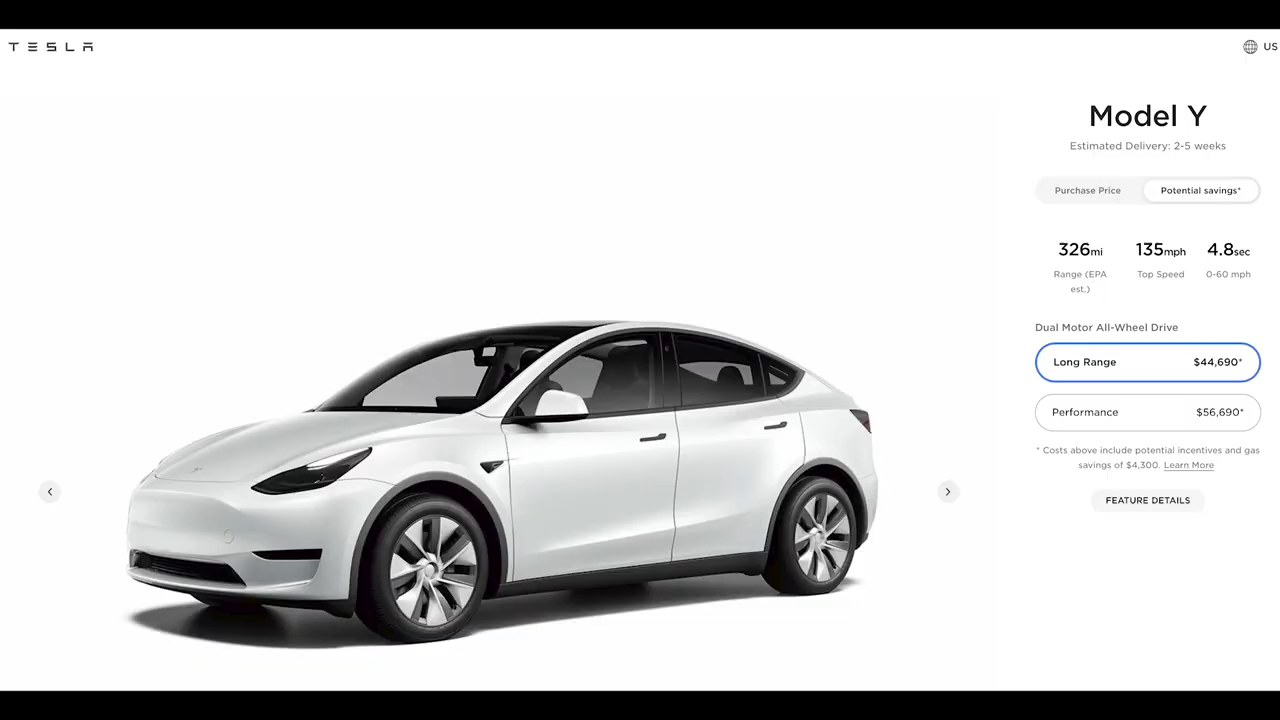 TESLA
US
Model Y
Estimated Delivery: 2-5 weeks
Purchase Price
Potential savings*
326mi
135mph
4.8sec
Range (EPA
est.)
Top Speed
0-60 mph
Dual Motor All-Wheel Drive
Long Range $44,690*
Performance $56,690*
* Costs above include potential incentives and gas
savings of $4,300. Learn More
FEATURE DETAILS